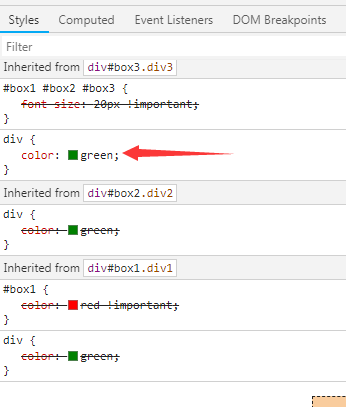 Styles Computed Event Listeners DOM Breakpoints
Filter
Inherited from div#box3.div3
#box1 #box2 #box3 {
font-size: 20px !important;
}
div {
color: green;
}
Inherited from div#box2.div2
div {
color: green;
}
Inherited from div#box1.div1
#box1 {
color: red !important;
}
div {
color: green;
}